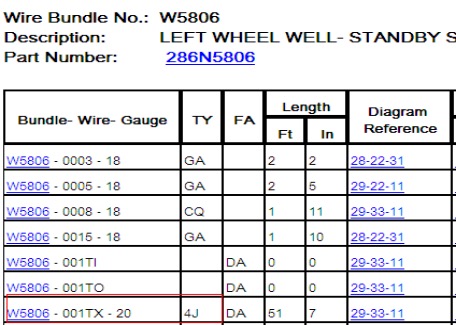 Wire Bundle No.: W5806
Description: LEFT WHEEL WELL- STANDBY S
Part Number: 286N5806
Bundle- Wire- Gauge TY FA Length Diagram Reference
Ft In
W5806 - 0003 - 18 GA 2 2 28-22-31
W5806 - 0005 - 18 GA 2 5 29-22-11
W5806 - 0008 - 18 CQ 1 11 29-33-11
W5806 - 0015 - 18 GA 1 10 28-22-31
W5806 - 001TI DA 0 0 29-33-11
W5806 - 001TO DA 0 0 29-33-11
W5806 - 001TX - 20 4J DA 51 7 29-33-11